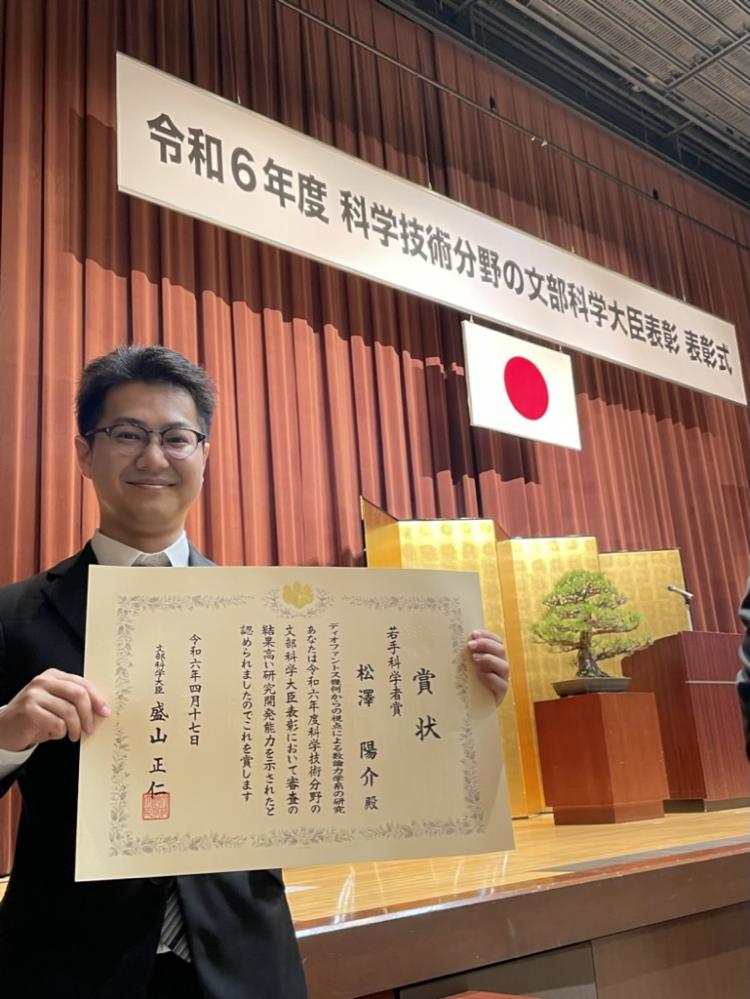 令和6年度 科学技術分野の文部科学大臣表彰 表彰式
賞状
若手科学者賞
松澤 陽介 殿
ディオファントス幾何からの視点による数論力学系の研究
あなたは令和六年度科学技術分野の
文部科学大臣表彰において審査の
結果高い研究開発能力を示されたと
認められましたのでこれを賞します
令和六年四月十七日
文部科学大臣 盛山 正仁